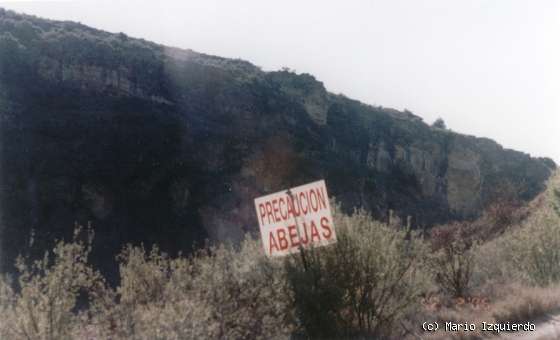 PRECAUCION
ABEJAS
(c) Mario Izquierdo